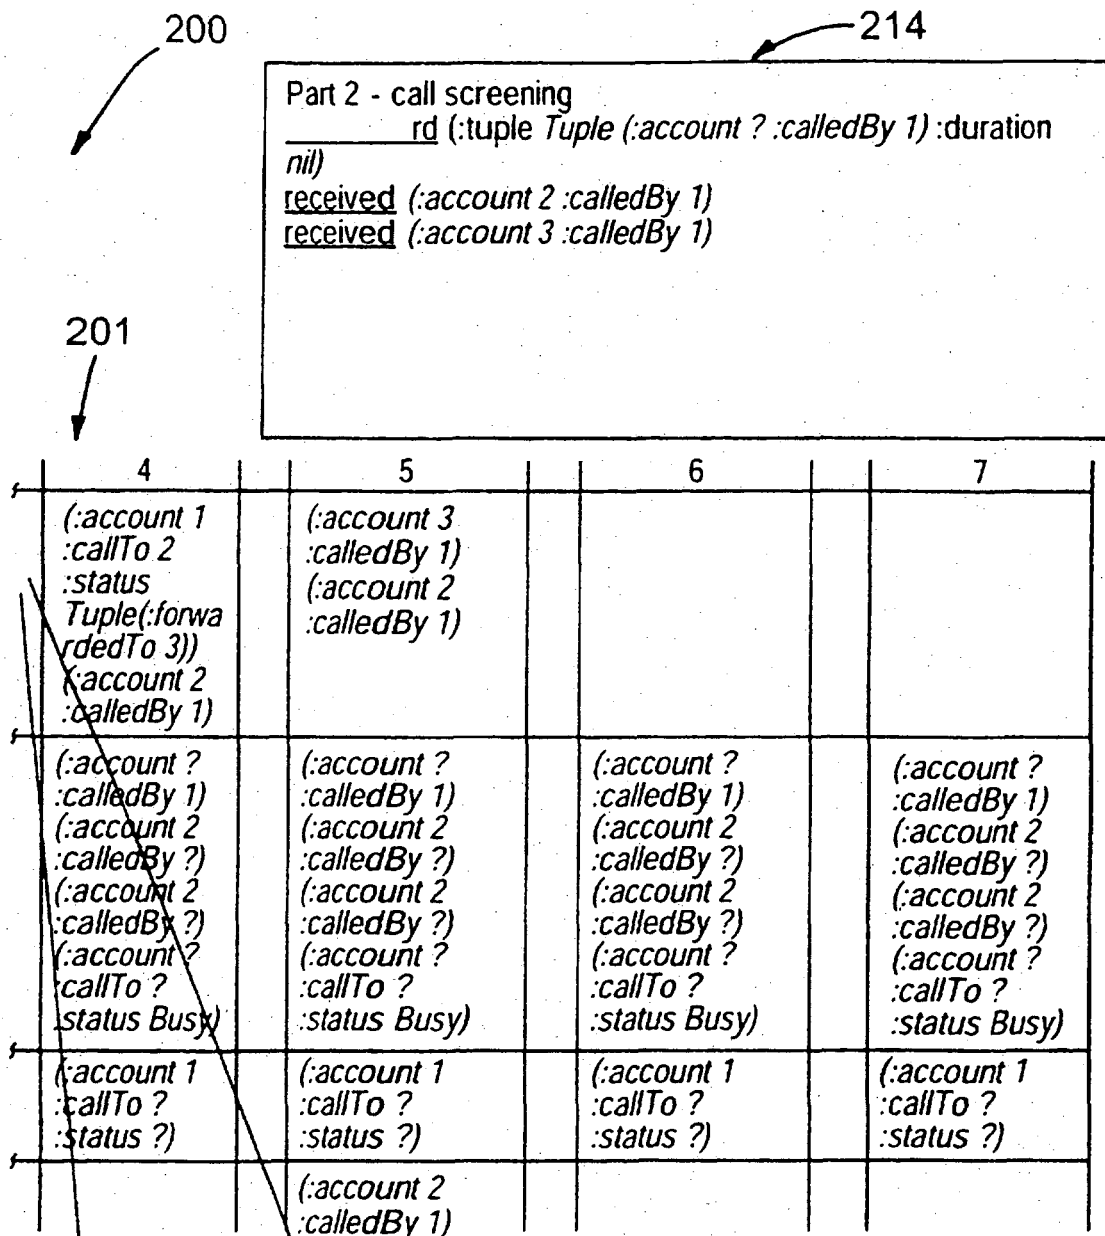 200
214
Part 2 - call screening
rd (:tuple Tuple (:account ? :calledBy 1) :duration
nil)
received (:account 2 :calledBy 1)
received (:account 3 :calledBy 1)
201
4
5
6
7
(:account 1
:callTo 2
:status
Tuple(:forwa
rdedTo 3))
(:account 2
:calledBy 1)
(:account 3
:calledBy 1)
(:account 2
:calledBy 1)
(:account ?
:calledBy 1)
(:account 2
:calledBy ?)
(:account 2
:calledBy ?)
(:account ?
:callTo ?
:status Busy)
(:account ?
:calledBy 1)
(:account 2
:calledBy ?)
(:account 2
:calledBy ?)
(:account ?
:callTo ?
:status Busy)
(:account ?
:calledBy 1)
(:account 2
:calledBy ?)
(:account 2
:calledBy ?)
(:account ?
:callTo ?
:status Busy)
(:account ?
:calledBy 1)
(:account 2
:calledBy ?)
(:account 2
:calledBy ?)
(:account ?
:callTo ?
:status Busy)
(:account 1
:callTo ?
:status ?)
(:account 1
:callTo ?
:status ?)
(:account 1
:callTo ?
:status ?)
(:account 1
:callTo ?
:status ?)
(:account 2
:calledBy 1)